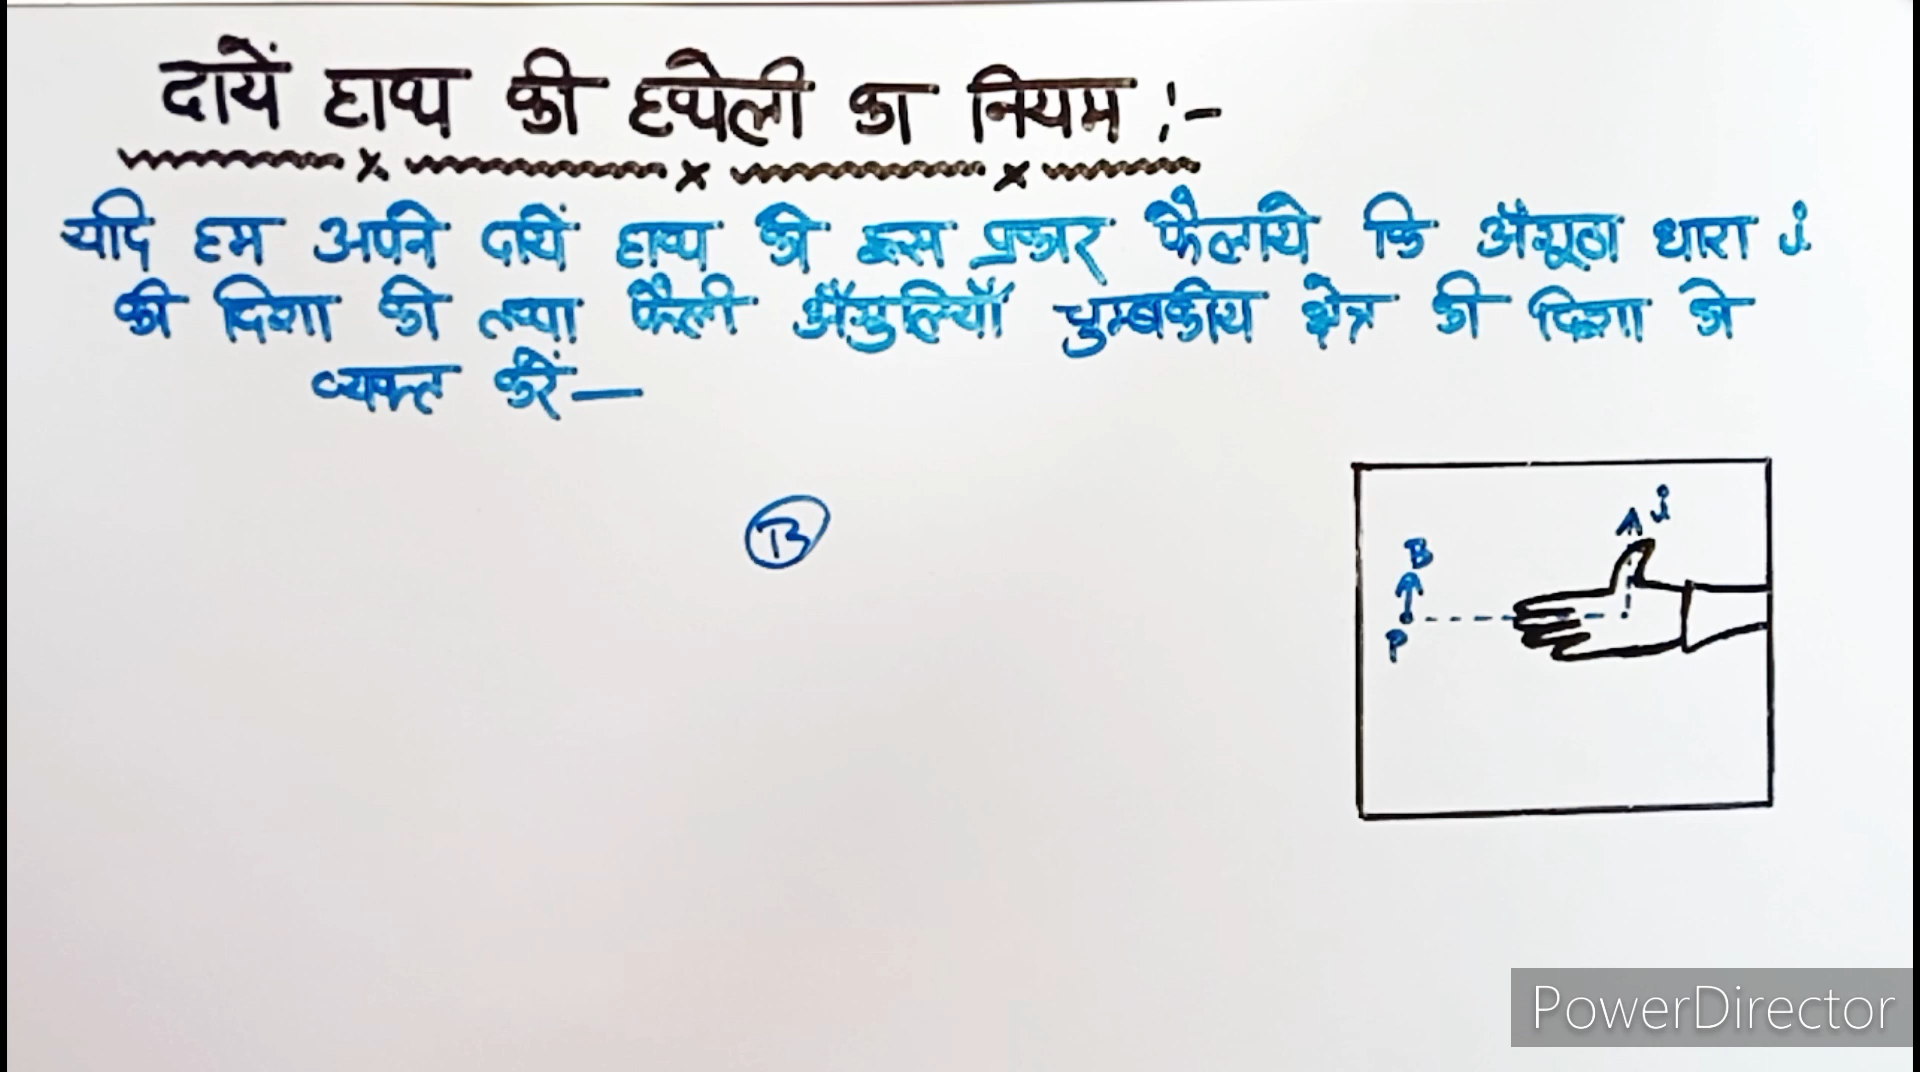 दायें हाथ की हथेली का नियम :-
यदि हम अपने दायें हाथ को इस प्रकार फैलाये कि अँगूठा धारा i
की दिशा को तथा फैली अँगुलियाँ चुम्बकीय क्षेत्र की दिशा को
व्यक्त करें—
B
i
B
P
PowerDirector